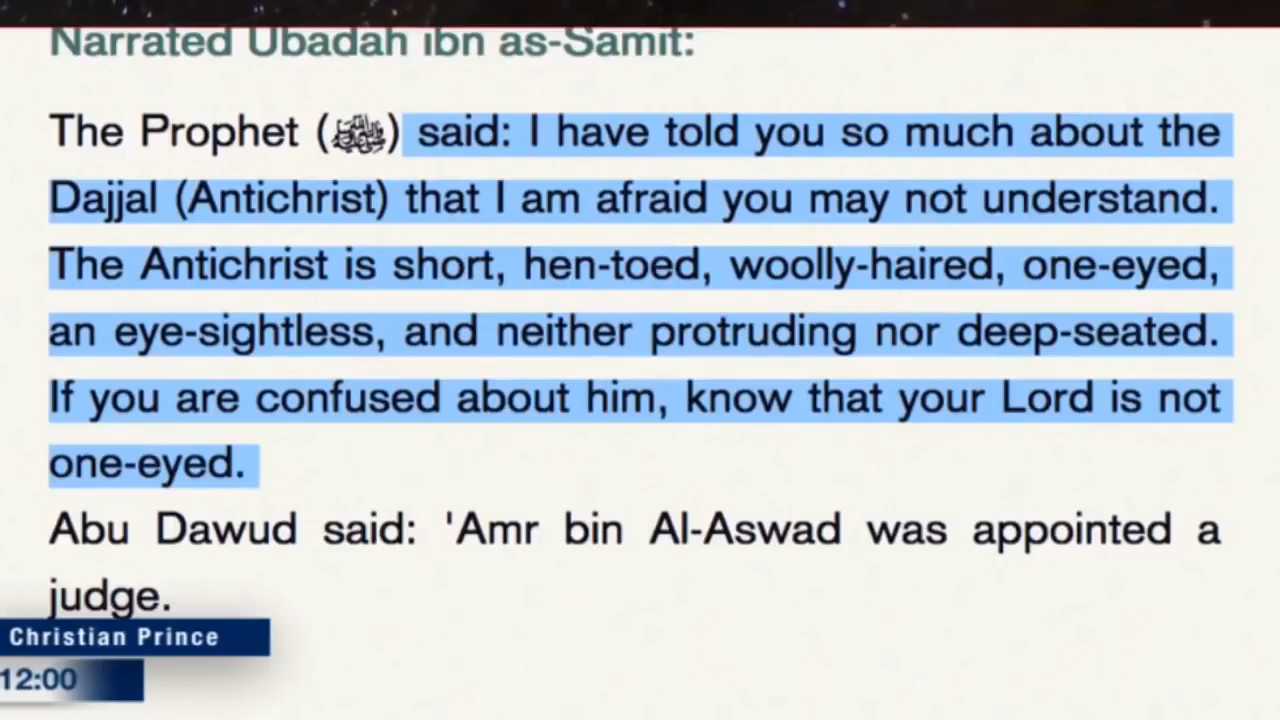 Narrated Ubadah ibn as-Samit:
The Prophet (ﷺ) said: I have told you so much about the
Dajjal (Antichrist) that I am afraid you may not understand.
The Antichrist is short, hen-toed, woolly-haired, one-eyed,
an eye-sightless, and neither protruding nor deep-seated.
If you are confused about him, know that your Lord is not
one-eyed.
Abu Dawud said: 'Amr bin Al-Aswad was appointed a
judge.
Christian Prince
12:00